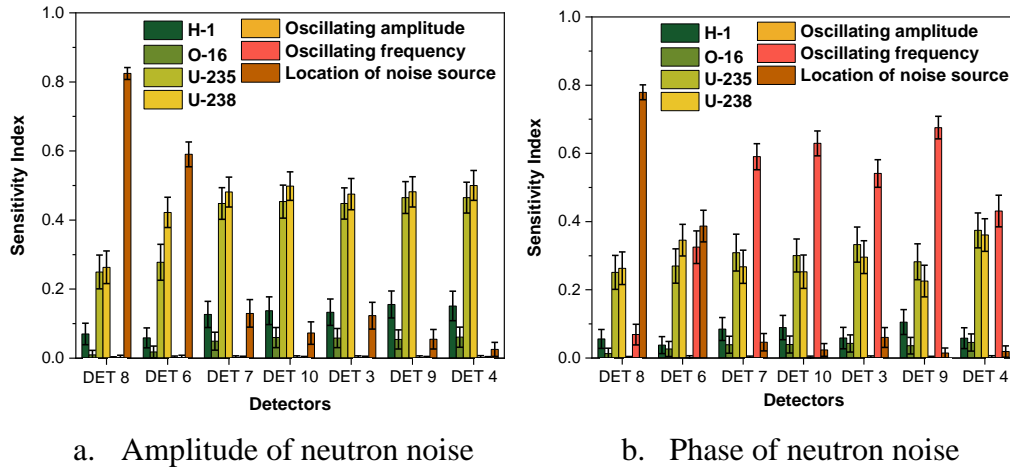 1.0
0.8
0.6
0.4
0.2
0.0
Sensitivity Index
H-1
O-16
U-235
U-238
Oscillating amplitude
Oscillating frequency
Location of noise source
DET 8 DET 6 DET 7 DET 10 DET 3 DET 9 DET 4
Detectors
a. Amplitude of neutron noise
1.0
0.8
0.6
0.4
0.2
0.0
Sensitivity Index
H-1
O-16
U-235
U-238
Oscillating amplitude
Oscillating frequency
Location of noise source
DET 8 DET 6 DET 7 DET 10 DET 3 DET 9 DET 4
Detectors
b. Phase of neutron noise